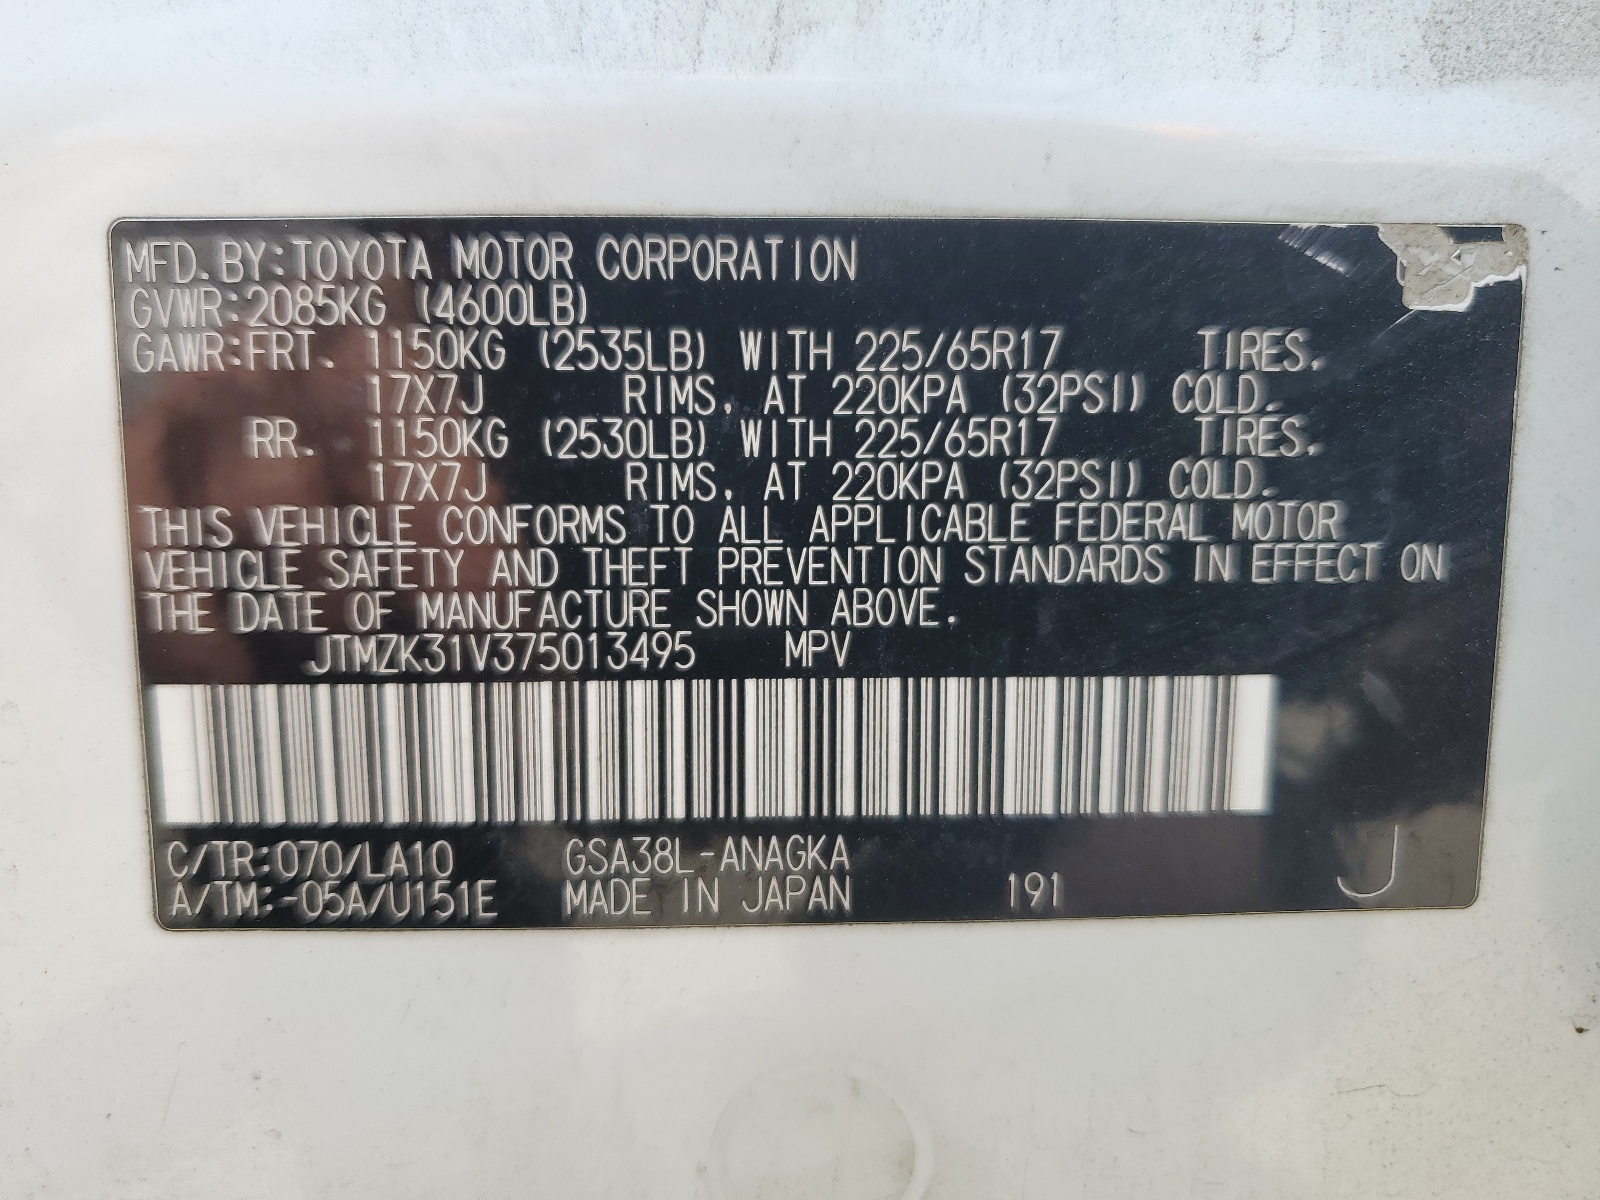 MFD. BY: TOYOTA MOTOR CORPORATION
GVWR: 2085KG (4600LB)
GAWR: FRT. 1150KG (2535LB) WITH 225/65R17 TIRES.
17X7J RIMS, AT 220KPA (32PSI) COLD.
RR. 1150KG (2530LB) WITH 225/65R17 TIRES.
17X7J RIMS, AT 220KPA (32PSI) COLD.
THIS VEHICLE CONFORMS TO ALL APPLICABLE FEDERAL MOTOR
VEHICLE SAFETY AND THEFT PREVENTION STANDARDS IN EFFECT ON
THE DATE OF MANUFACTURE SHOWN ABOVE.
JTMZK31V375013495 MPV
C/TR: 070/LA10 GSA38L-ANAGKA
A/TM: -05A/U151E MADE IN JAPAN 191 J